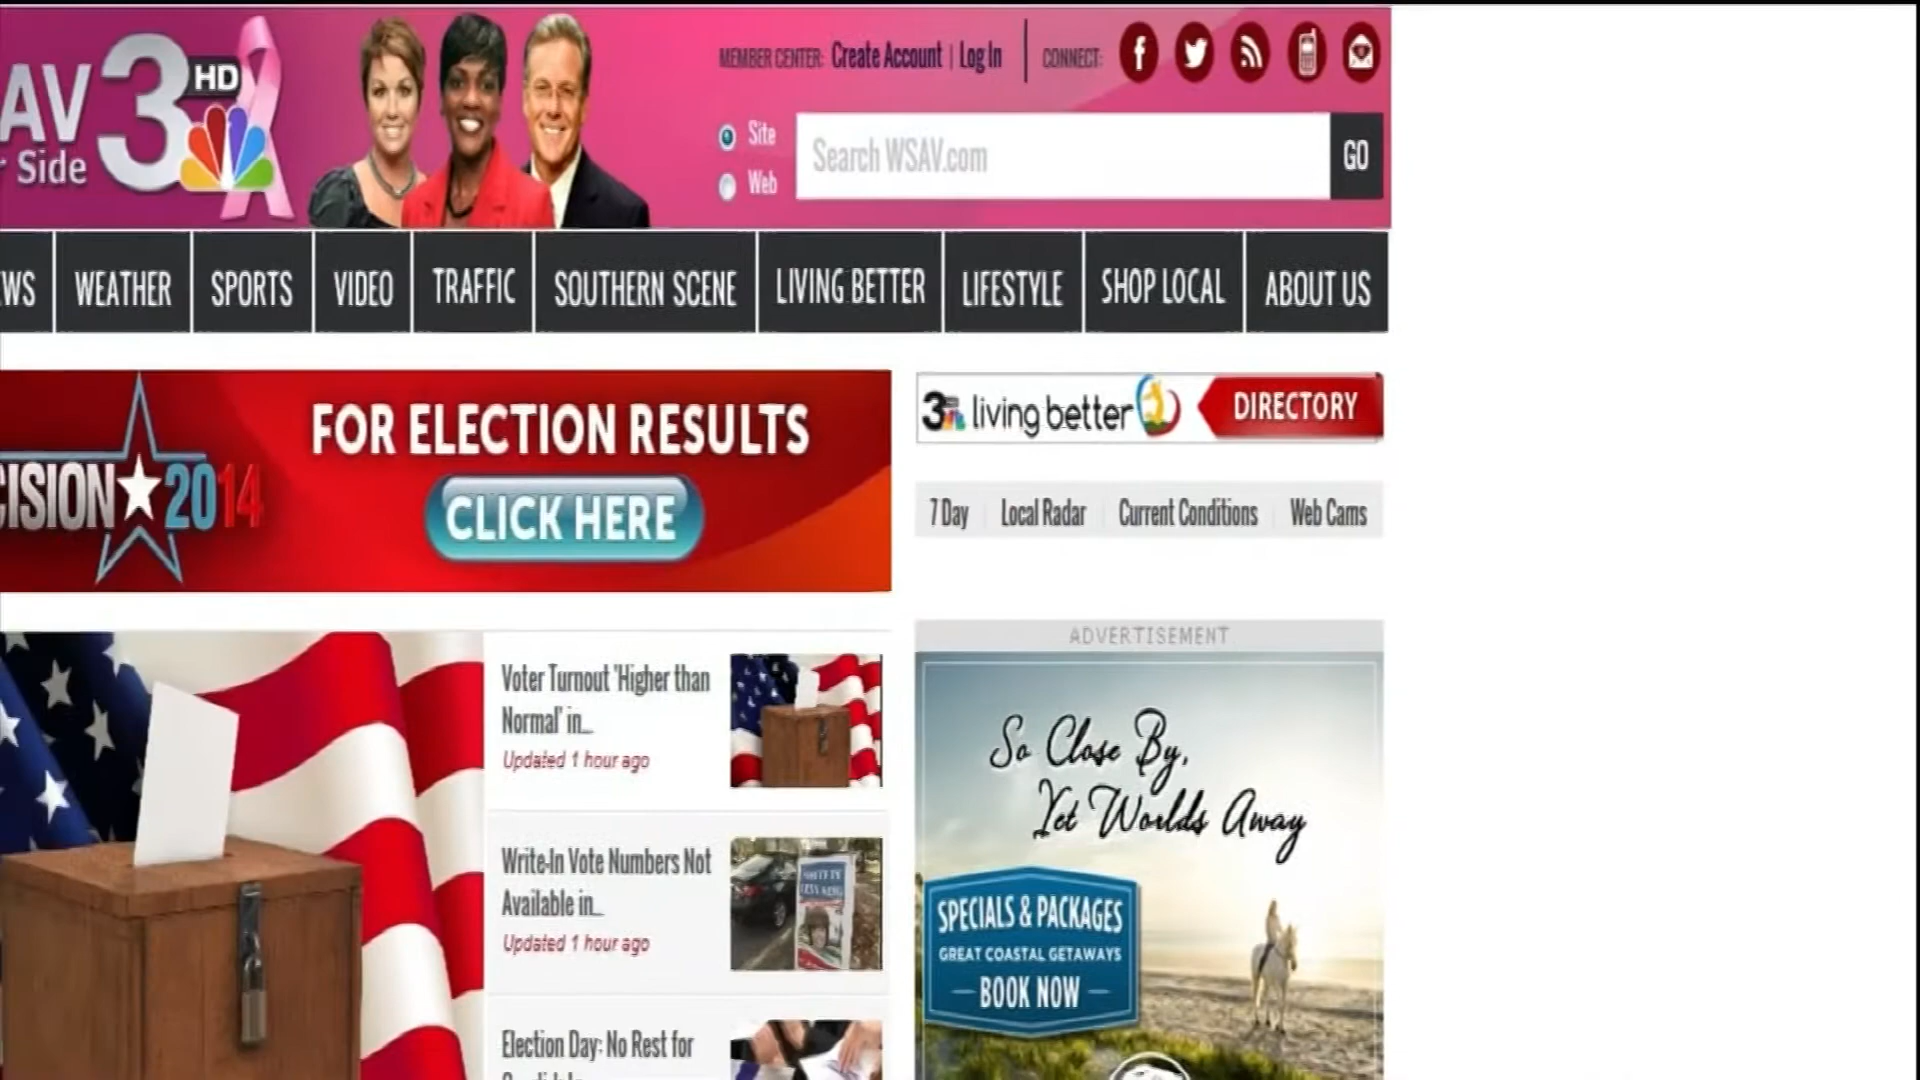 AV 3 HD
r Side
MEMBER CENTER: Create Account | Log In
CONNECT:
Site
Web
Search WSAV.com
GO
WS
WEATHER
SPORTS
VIDEO
TRAFFIC
SOUTHERN SCENE
LIVING BETTER
LIFESTYLE
SHOP LOCAL
ABOUT US
CISION 2014
FOR ELECTION RESULTS
CLICK HERE
3 living better
DIRECTORY
7 Day
Local Radar
Current Conditions
Web Cams
Voter Turnout 'Higher than
Normal' in...
Updated 1 hour ago
Write-In Vote Numbers Not
Available in...
Updated 1 hour ago
Election Day: No Rest for
ADVERTISEMENT
So Close By,
Yet Worlds Away
SPECIALS & PACKAGES
GREAT COASTAL GETAWAYS
BOOK NOW